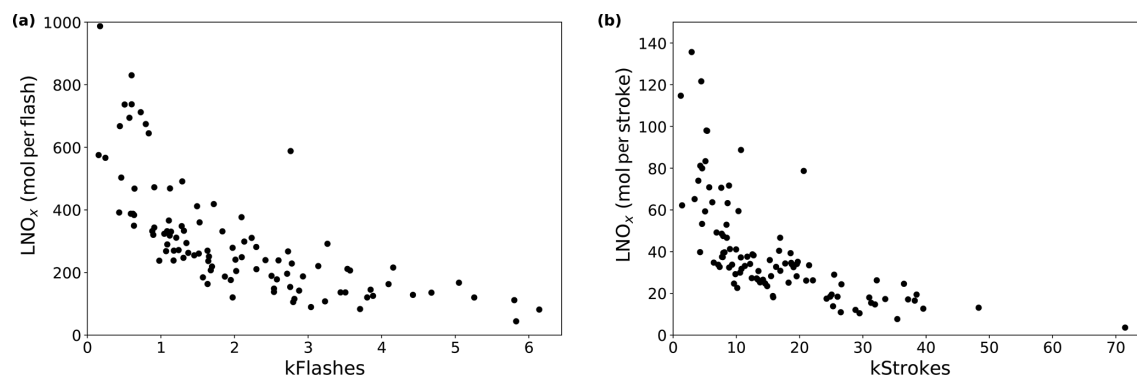 (a)
1000
800
600
400
200
0
LNOₓ (mol per flash)
0 1 2 3 4 5 6
kFlashes
(b)
140
120
100
80
60
40
20
0
LNOₓ (mol per stroke)
0 10 20 30 40 50 60 70
kStrokes